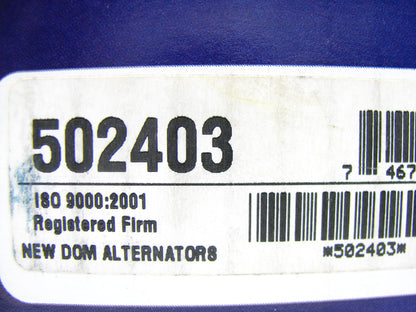 502403
7 467
ISO 9000:2001
Registered Firm
NEW DOM ALTERNATORS
*502403*